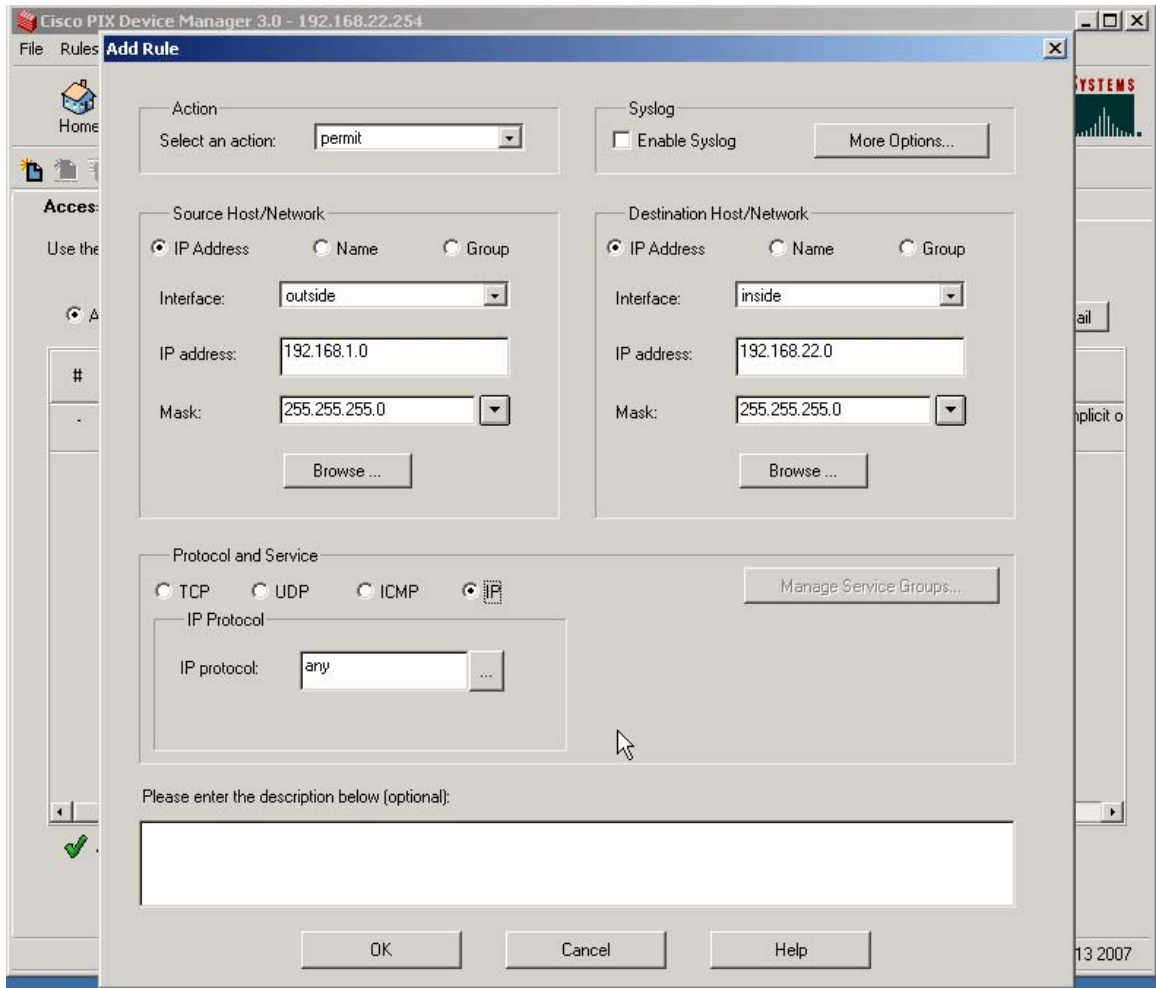 Cisco PIX Device Manager 3.0 - 192.168.22.254
File Rules
Add Rule
YSTEMS
Home
Action
Select an action: permit
Syslog
Enable Syslog More Options...
Acces
Use the
A
ail
#
-
plicit o
Source Host/Network
IP Address Name Group
Interface: outside
IP address: 192.168.1.0
Mask: 255.255.255.0
Browse ...
Destination Host/Network
IP Address Name Group
Interface: inside
IP address: 192.168.22.0
Mask: 255.255.255.0
Browse ...
Protocol and Service
TCP UDP ICMP IP
Manage Service Groups...
IP Protocol
IP protocol: any ...
Please enter the description below (optional):
OK Cancel Help
13 2007